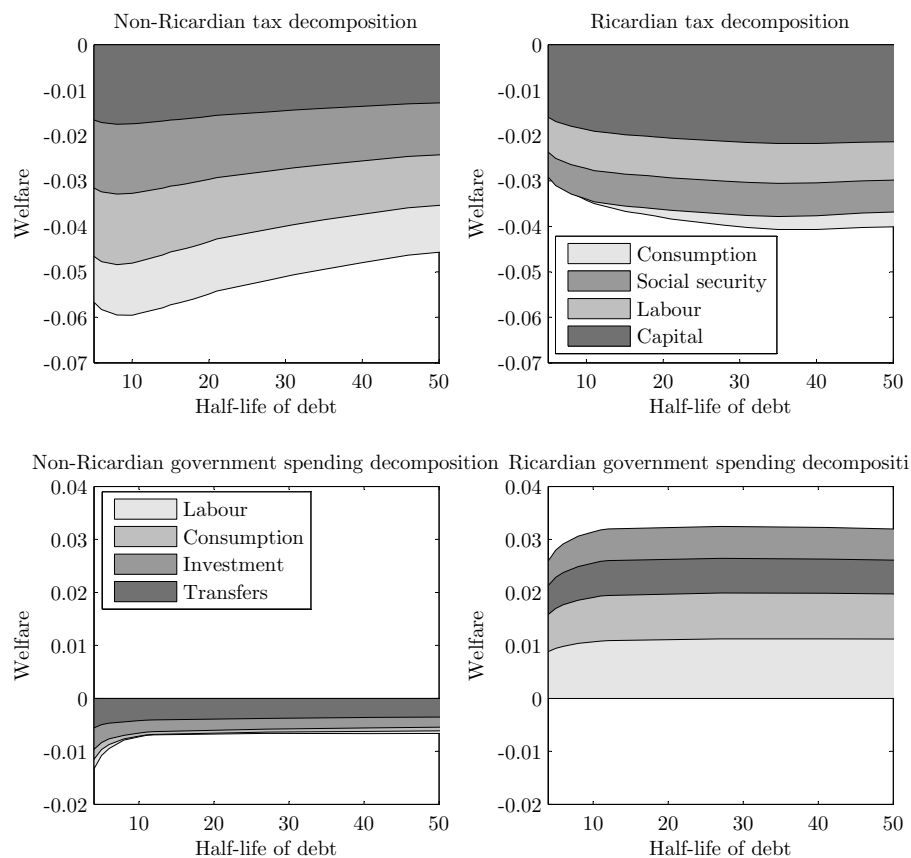 Non-Ricardian tax decomposition
0
-0.01
-0.02
-0.03
-0.04
-0.05
-0.06
-0.07
Welfare
10 20 30 40 50
Half-life of debt
Ricardian tax decomposition
0
-0.01
-0.02
-0.03
-0.04
-0.05
-0.06
-0.07
Welfare
Consumption
Social security
Labour
Capital
10 20 30 40 50
Half-life of debt
Non-Ricardian government spending decomposition
0.04
0.03
0.02
0.01
0
-0.01
-0.02
Welfare
Labour
Consumption
Investment
Transfers
10 20 30 40 50
Half-life of debt
Ricardian government spending decompositi
0.04
0.03
0.02
0.01
0
-0.01
-0.02
Welfare
10 20 30 40 50
Half-life of debt